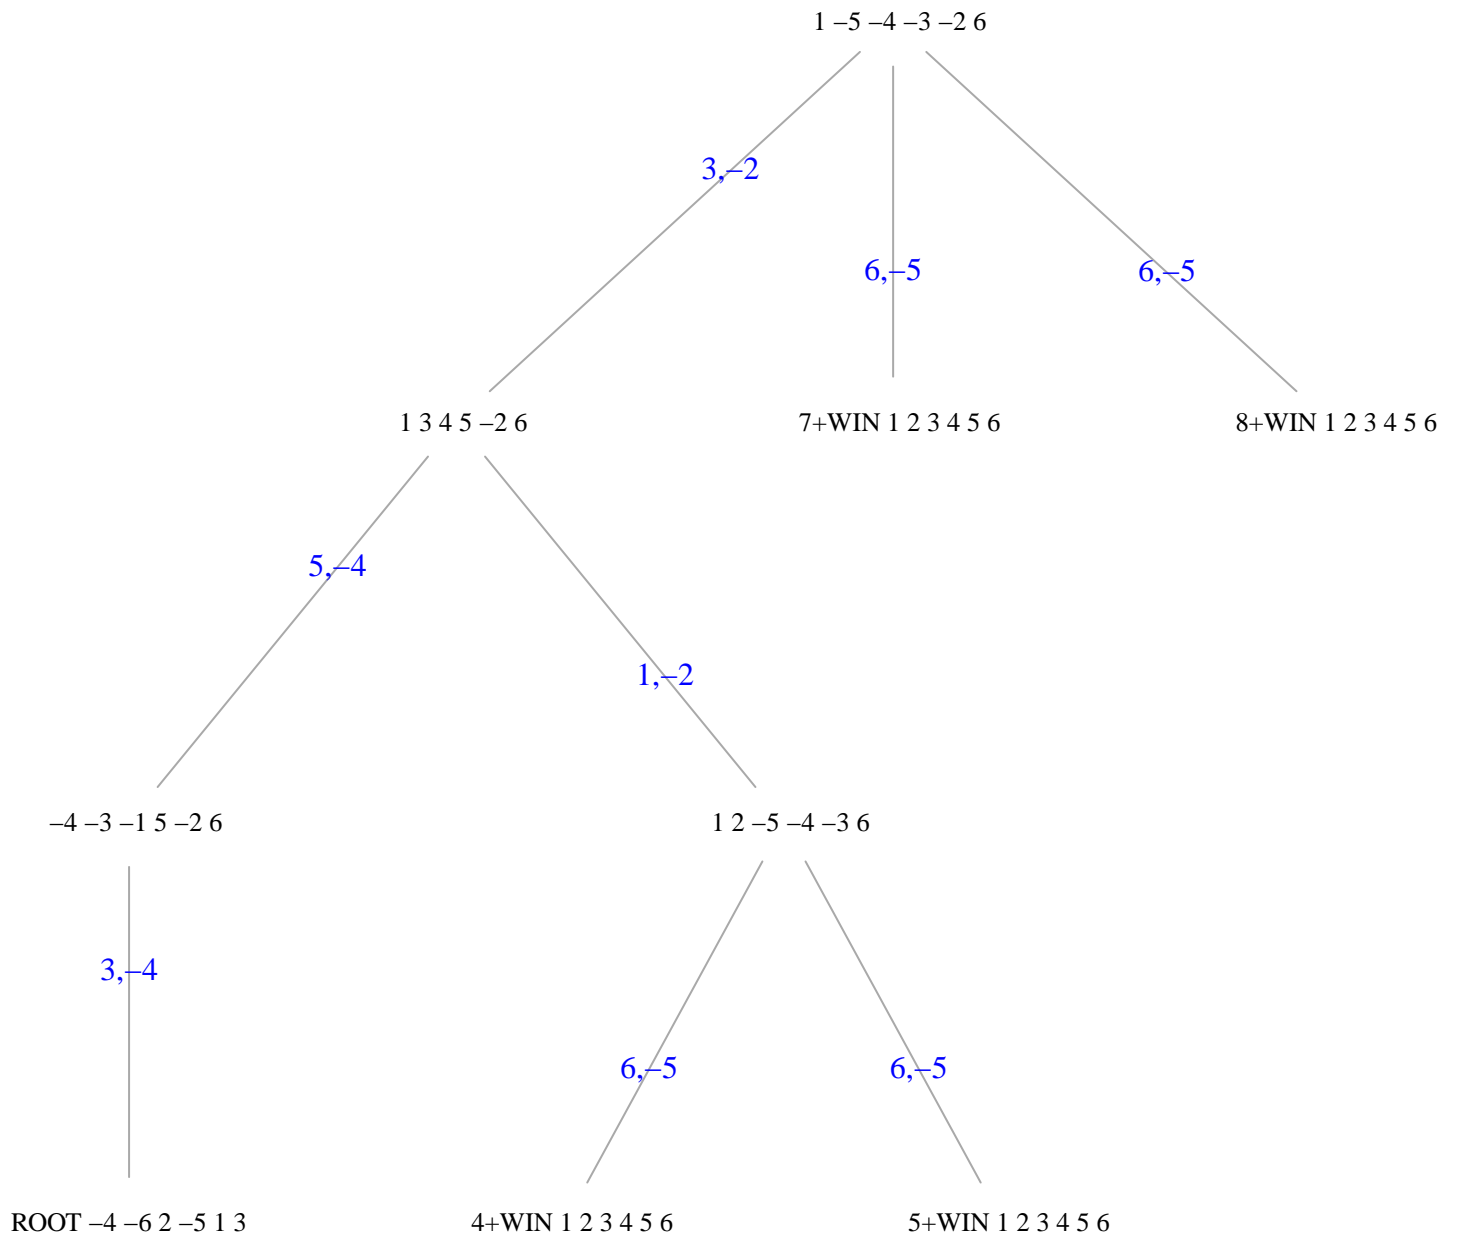 1 –5 –4 –3 –2 6
3,–2
6,–5
6,–5
1 3 4 5 –2 6
7+WIN 1 2 3 4 5 6
8+WIN 1 2 3 4 5 6
5,–4
1,–2
–4 –3 –1 5 –2 6
1 2 –5 –4 –3 6
3,–4
6,–5
6,–5
ROOT –4 –6 2 –5 1 3
4+WIN 1 2 3 4 5 6
5+WIN 1 2 3 4 5 6